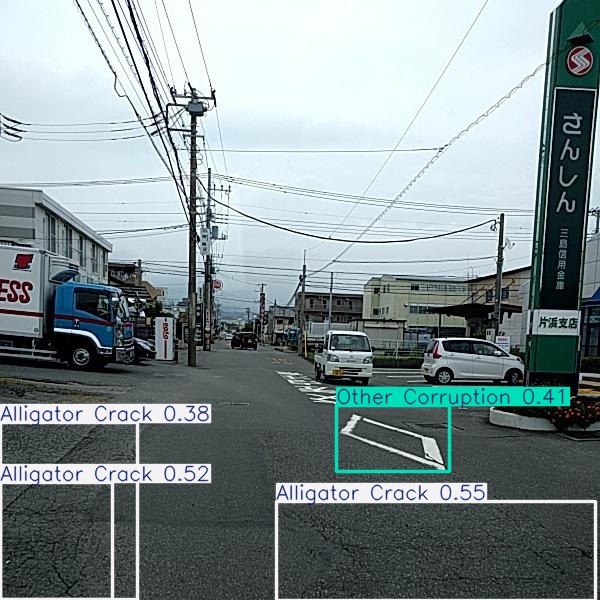 さんしん
三島信用金庫
片浜支店
ESS
Other Corruption 0.41
Alligator Crack 0.38
Alligator Crack 0.52
Alligator Crack 0.55